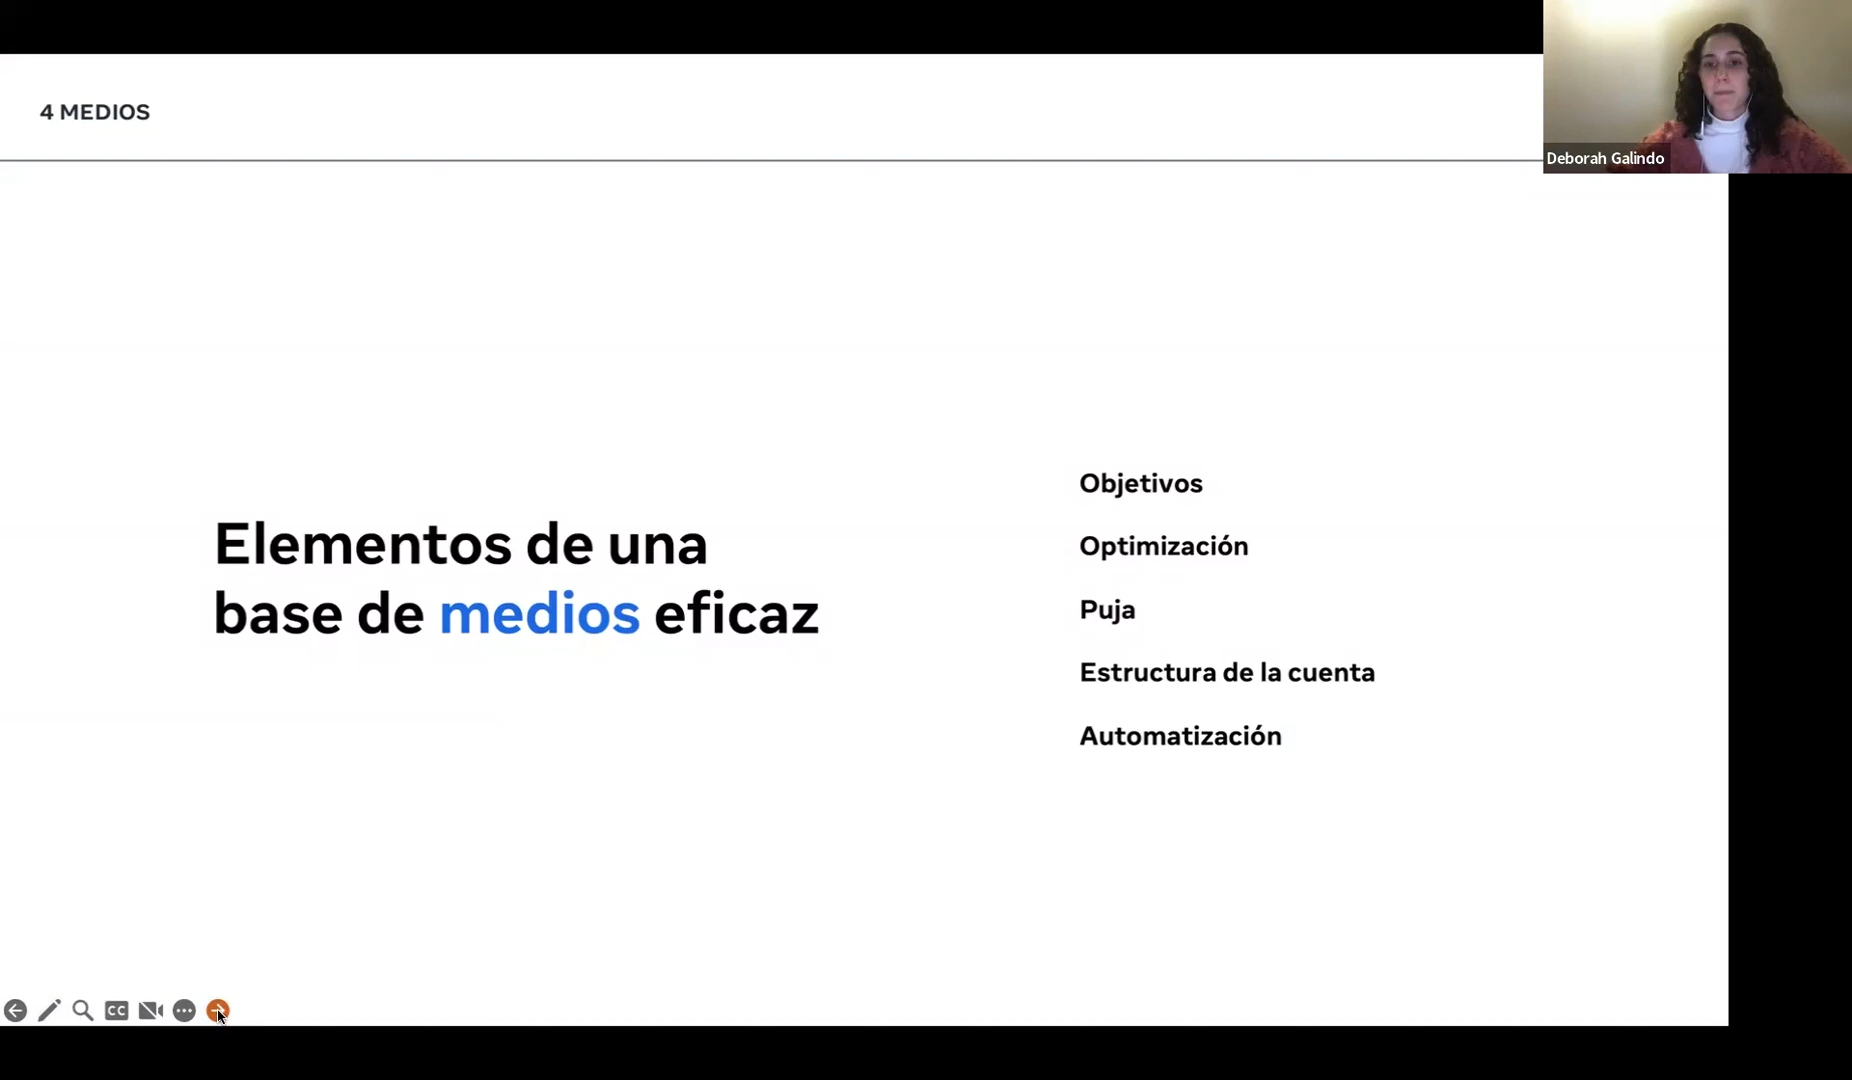 4 MEDIOS
Deborah Galindo
Elementos de una
base de medios eficaz
Objetivos
Optimización
Puja
Estructura de la cuenta
Automatización
CC